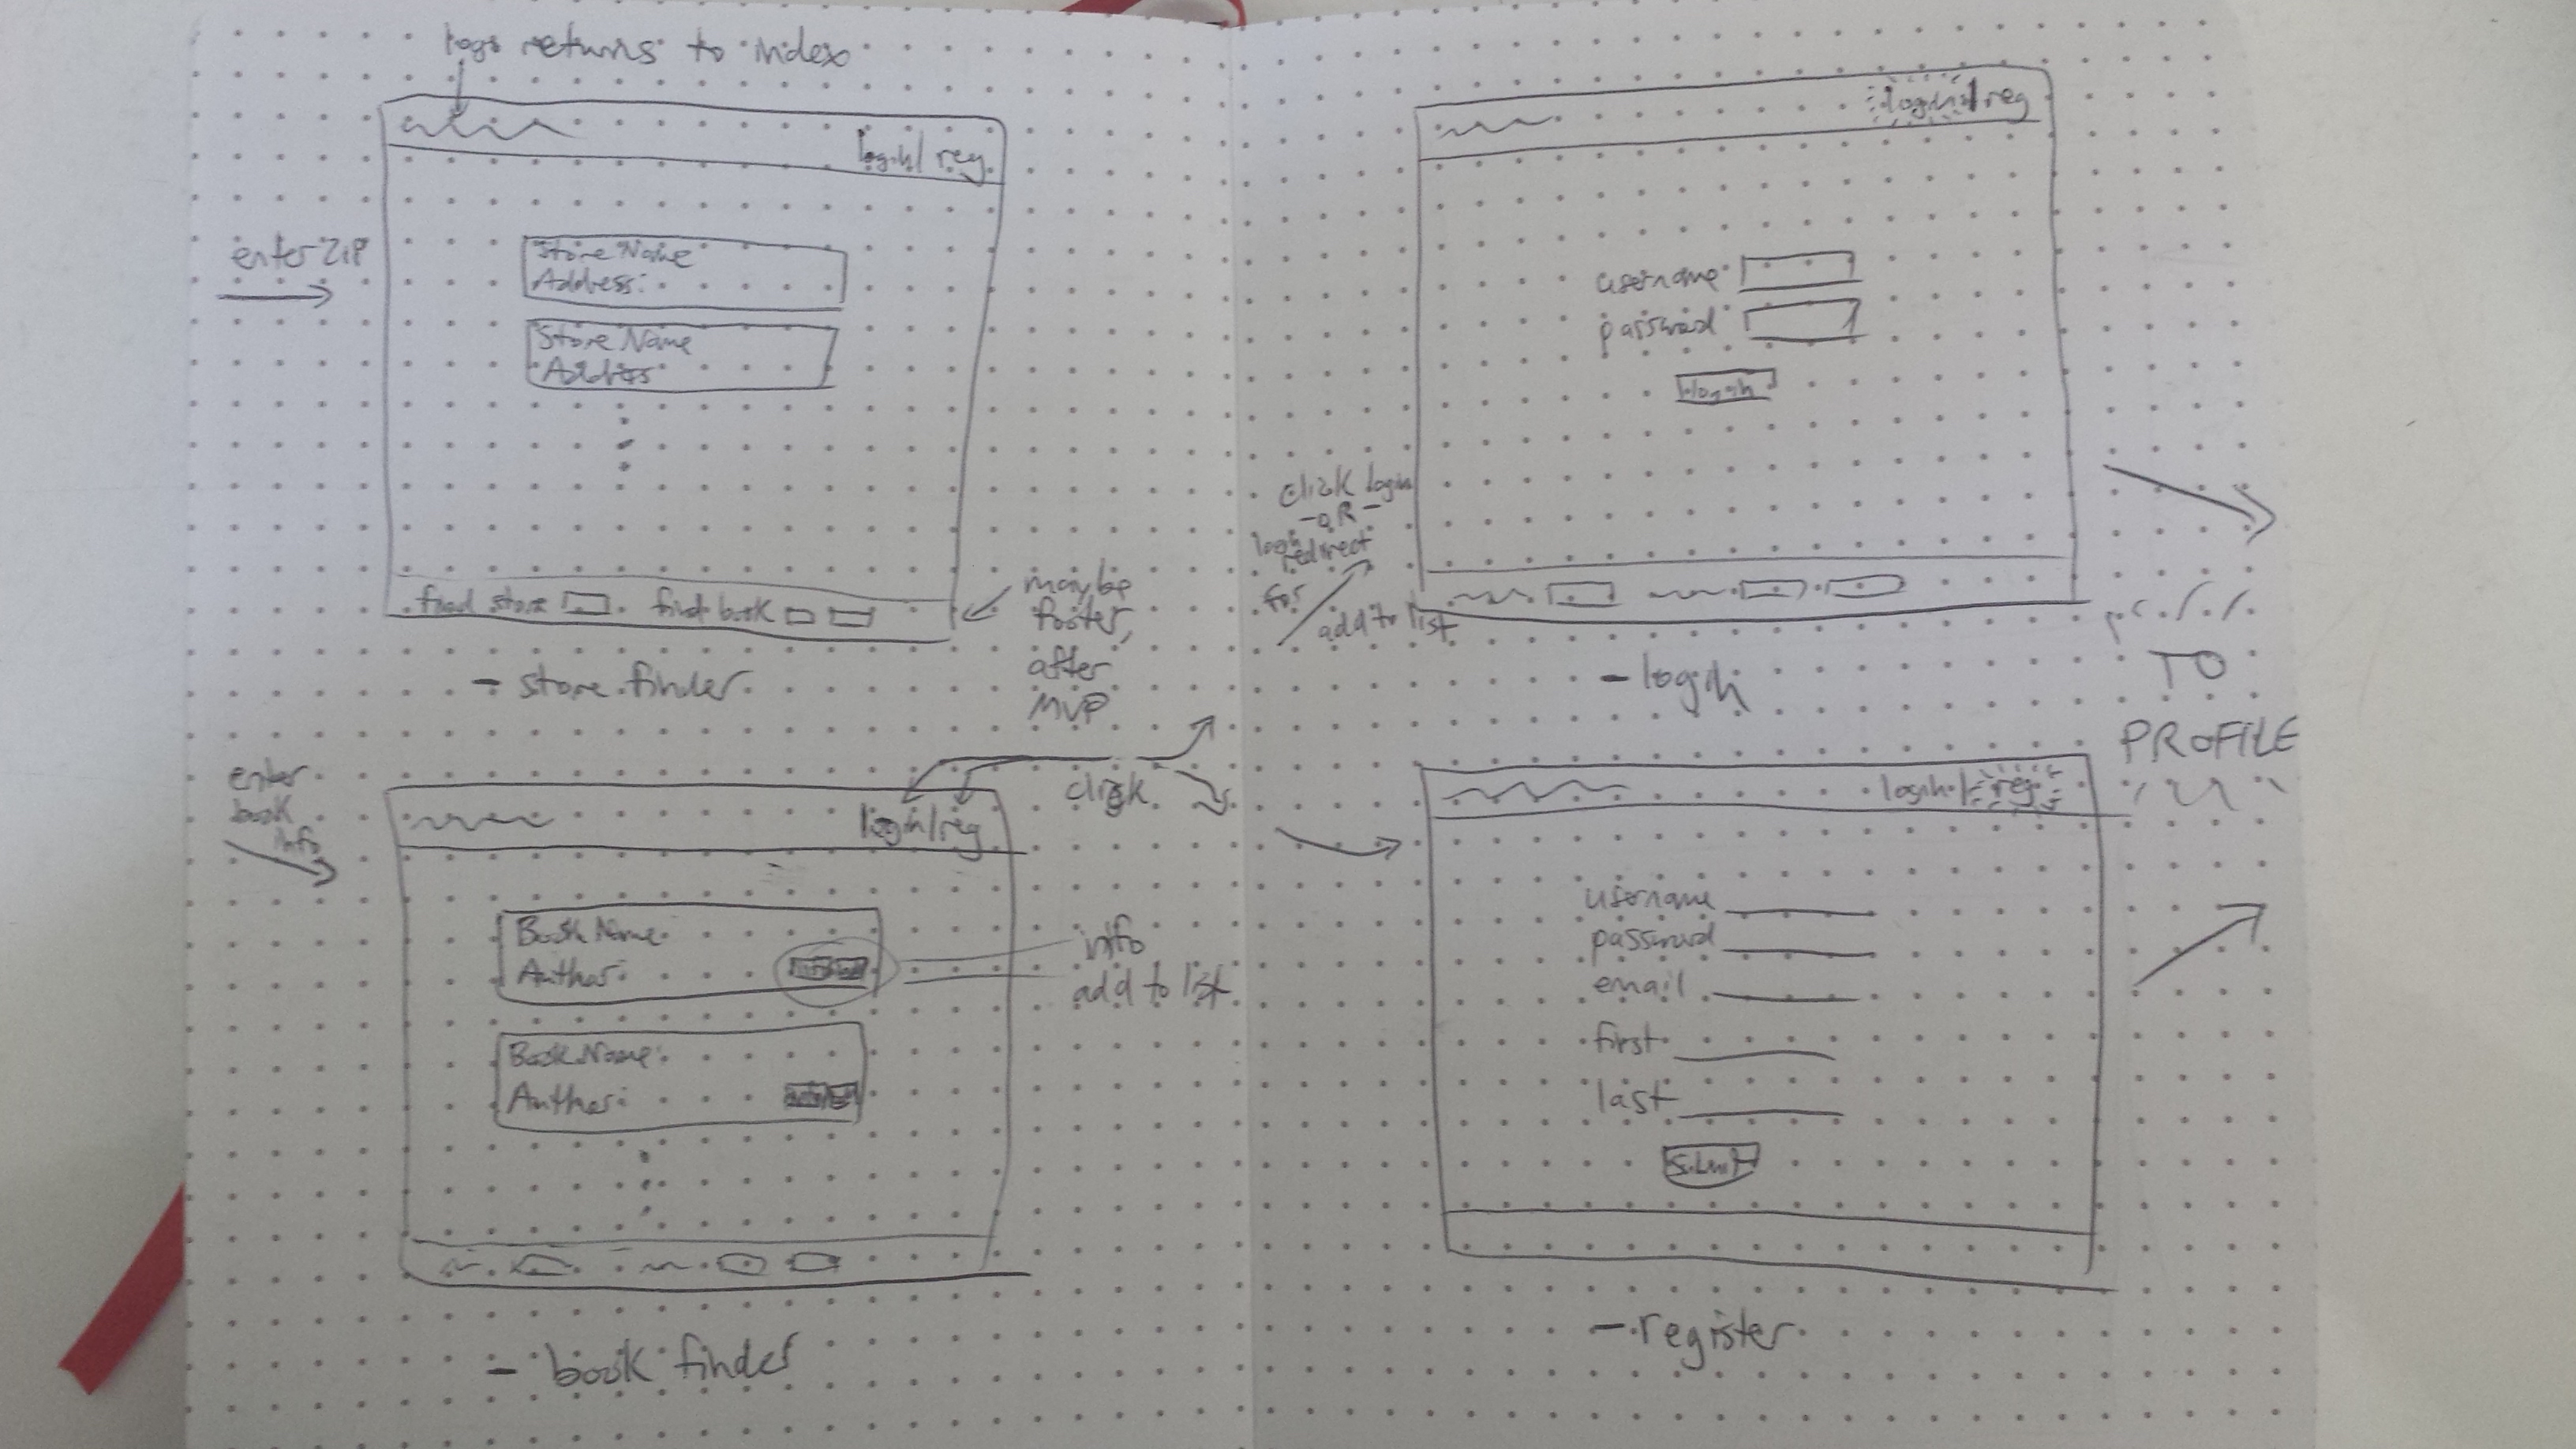 logo returns to index
login/reg
enter ZIP
Store Name
Address:
Store Name
Address
find store find book
maybe
footer,
after
MVP
- store finder
enter
book
info
click
login/reg
Book Name:
Author:
info
add to list
Book Name:
Author:
- book finder
login/reg
username
password
login
click login
-OR-
login
redirect
for
add to list
- login
TO
PROFILE
login/reg
username
password
email
first
last
submit
- register